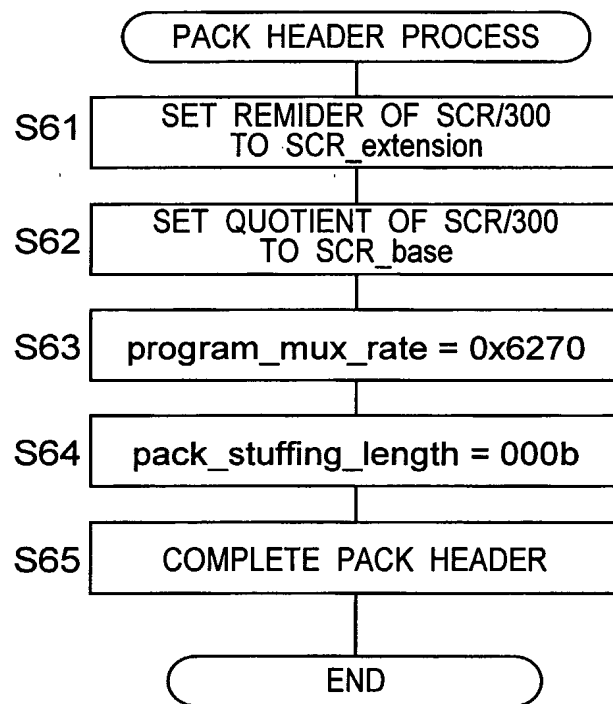 PACK HEADER PROCESS
S61
SET REMIDER OF SCR/300
TO SCR_extension
S62
SET QUOTIENT OF SCR/300
TO SCR_base
S63
program_mux_rate = 0x6270
S64
pack_stuffing_length = 000b
S65
COMPLETE PACK HEADER
END